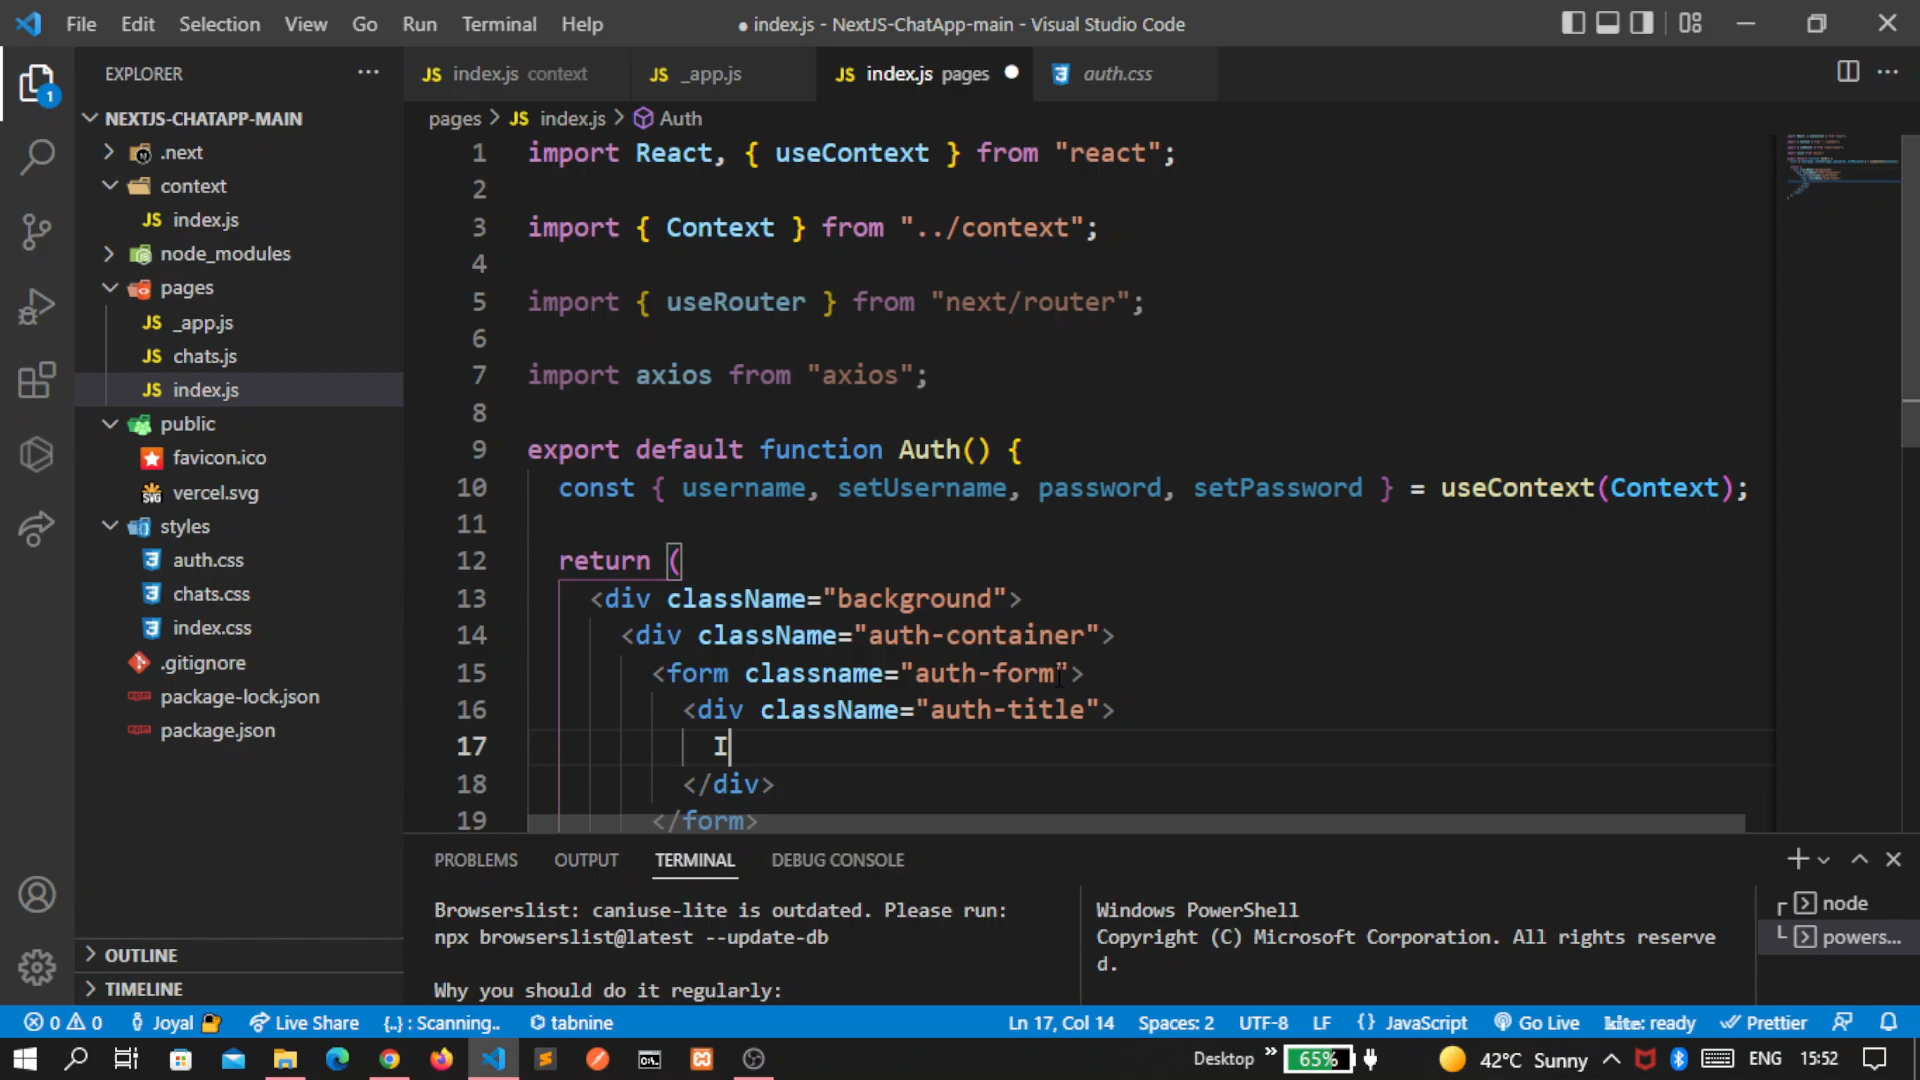 File Edit Selection View Go Run Terminal Help
● index.js - NextJS-ChatApp-main - Visual Studio Code
EXPLORER
JS index.js context
JS _app.js
JS index.js pages
auth.css
NEXTJS-CHATAPP-MAIN
.next
context
JS index.js
node_modules
pages
JS _app.js
JS chats.js
JS index.js
public
favicon.ico
vercel.svg
styles
auth.css
chats.css
index.css
.gitignore
package-lock.json
package.json
OUTLINE
TIMELINE
1
pages > JS index.js > Auth
1 import React, { useContext } from "react";
2
3 import { Context } from "../context";
4
5 import { useRouter } from "next/router";
6
7 import axios from "axios";
8
9 export default function Auth() {
10 const { username, setUsername, password, setPassword } = useContext(Context);
11
12 return (
13 <div className="background">
14 <div className="auth-container">
15 <form classname="auth-form">
16 <div className="auth-title">
17
18 </div>
19 </form>
PROBLEMS OUTPUT TERMINAL DEBUG CONSOLE
Browserslist: caniuse-lite is outdated. Please run:
npx browserslist@latest --update-db
Why you should do it regularly:
Windows PowerShell
Copyright (C) Microsoft Corporation. All rights reserve
d.
node
powers...
0 0 Joyal Live Share {..} : Scanning.. tabnine
Ln 17, Col 14 Spaces: 2 UTF-8 LF {} JavaScript Go Live kite: ready Prettier
Desktop » 65% 42°C Sunny ENG 15:52